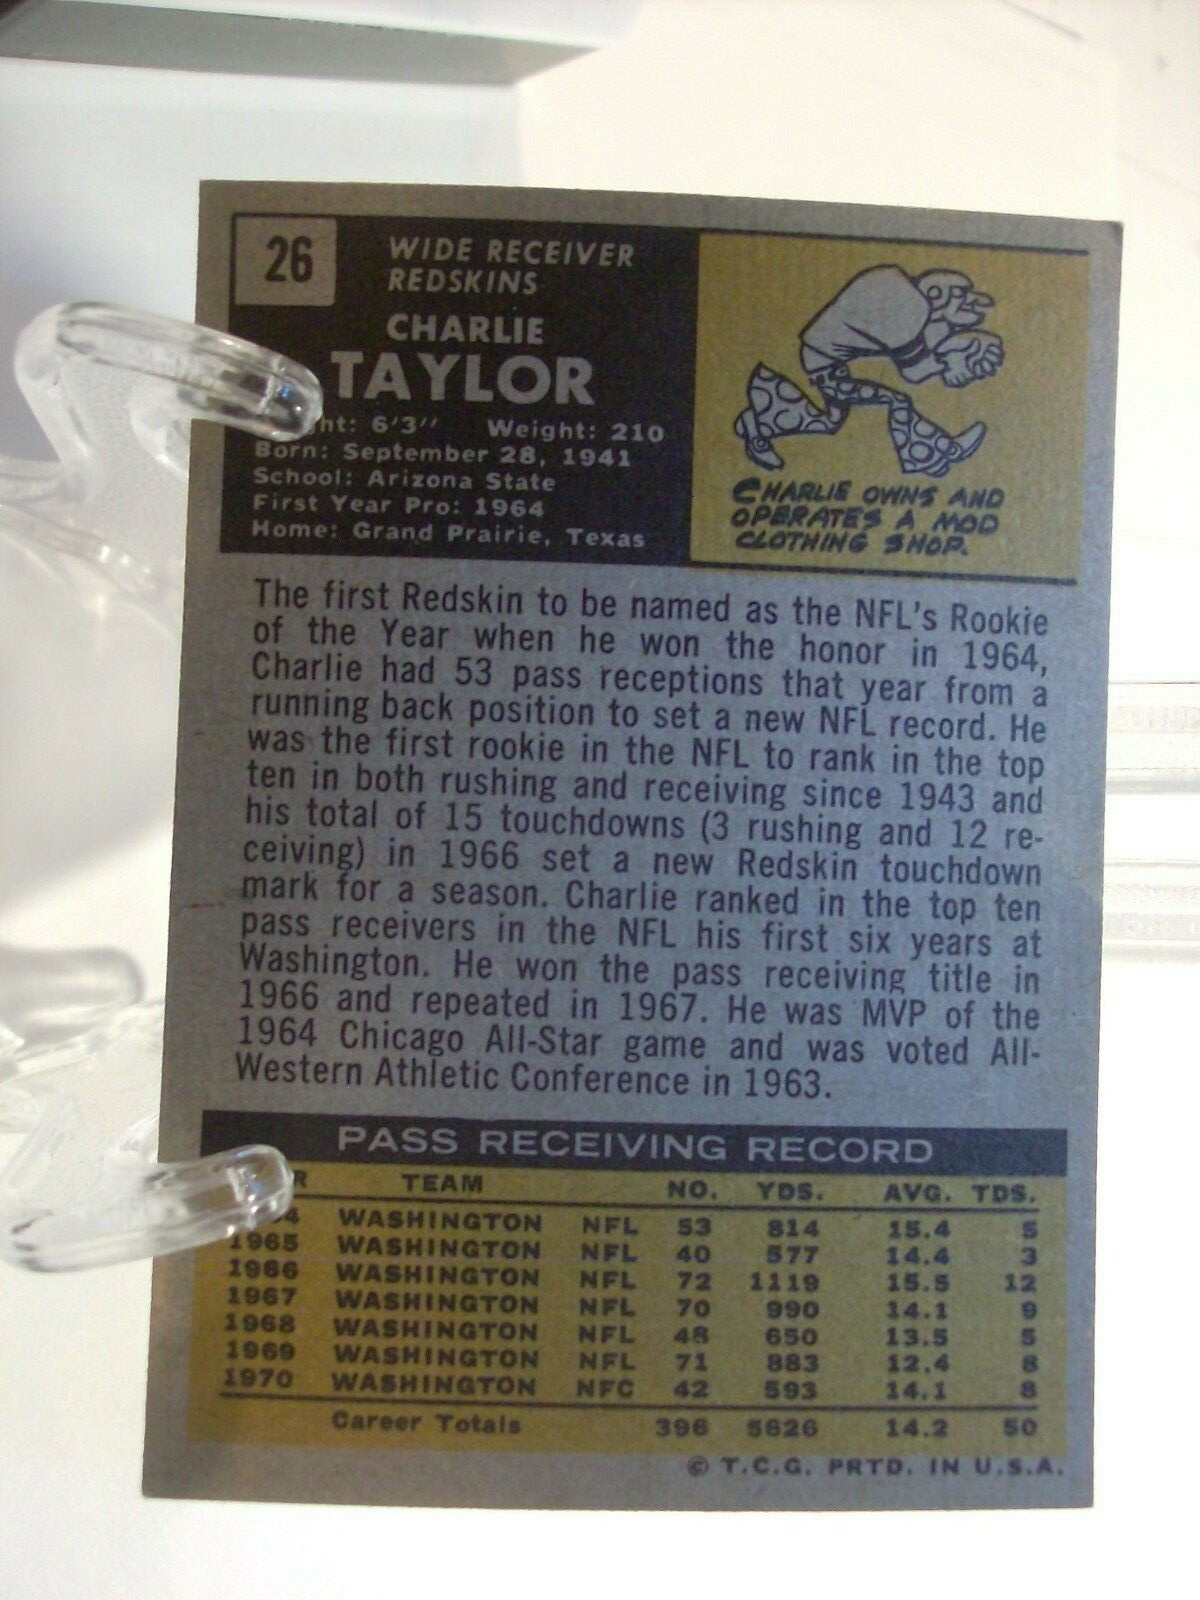 26
WIDE RECEIVER
REDSKINS
CHARLIE
TAYLOR
6'3" Weight: 210
Born: September 28, 1941
School: Arizona State
First Year Pro: 1964
Home: Grand Prairie, Texas
CHARLIE OWNS AND
OPERATES A MOD
CLOTHING SHOP.
The first Redskin to be named as the NFL's Rookie
of the Year when he won the honor in 1964,
Charlie had 53 pass receptions that year from a
running back position to set a new NFL record. He
was the first rookie in the NFL to rank in the top
ten in both rushing and receiving since 1943 and
his total of 15 touchdowns (3 rushing and 12 re-
ceiving) in 1966 set a new Redskin touchdown
mark for a season. Charlie ranked in the top ten
pass receivers in the NFL his first six years at
Washington. He won the pass receiving title in
1966 and repeated in 1967. He was MVP of the
1964 Chicago All-Star game and was voted All-
Western Athletic Conference in 1963.
PASS RECEIVING RECORD
TEAM NO. YDS. AVG. TDS.
WASHINGTON NFL 53 814 15.4 5
1965 WASHINGTON NFL 40 577 14.4 3
1966 WASHINGTON NFL 72 1119 15.5 12
1967 WASHINGTON NFL 70 990 14.1 9
1968 WASHINGTON NFL 48 650 13.5 5
1969 WASHINGTON NFL 71 883 12.4 8
1970 WASHINGTON NFC 42 593 14.1 8
Career Totals 396 5626 14.2 50
© T.C.G. PRTD. IN U.S.A.